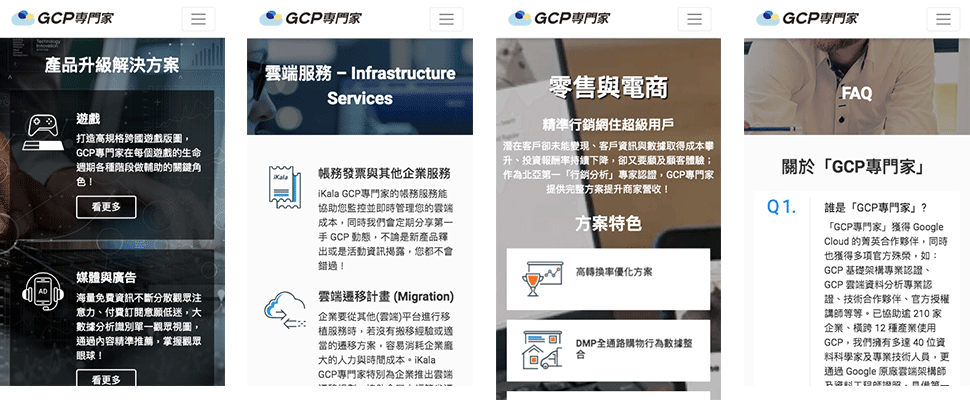 GCP專門家
Technology
Innovation
產品升級解決方案
遊戲
打造高規格跨國遊戲版圖，
GCP專門家在每個遊戲的生命
週期各種階段做輔助的關鍵角
色！
看更多
媒體與廣告
海量免費資訊不斷分散觀眾注
意力、付費訂閱意願低迷，大
數據分析識別單一觀眾視圖，
通過內容精準推薦，掌握觀眾
眼球！
看更多
AD
GCP專門家
雲端服務 – Infrastructure
Services
帳務發票與其他企業服務
iKala GCP專門家的帳務服務能
協助您監控並即時管理您的雲端
成本，同時我們會定期分享第一
手 GCP 動態，不論是新產品釋
出或是活動資訊揭露，您都不會
錯過！
雲端遷移計畫 (Migration)
企業要從其他(雲端)平台進行移
植服務時，若沒有搬移經驗或適
當的遷移方案，容易消耗企業龐
大的人力與時間成本。iKala
GCP專門家特別為企業推出雲端
GCP專門家
零售與電商
精準行銷網住超級用戶
潛在客戶卻未能變現、客戶資訊與數據取得成本攀
升、投資報酬率持續下降，卻又要顧及顧客體驗；
作為北亞第一「行銷分析」專家認證，GCP專門家
提供完整方案提升商家營收！
方案特色
高轉換率優化方案
DMP全通路購物行為數據整
合
GCP專門家
FAQ
關於「GCP專門家」
Q 1.
誰是「GCP專門家」？
「GCP專門家」獲得 Google
Cloud 的菁英合作夥伴，同時
也獲得多項官方殊榮，如：
GCP 基礎架構專業認證、
GCP 雲端資料分析專業認
證、技術合作夥伴、官方授權
講師等等。已協助逾 210 家
企業、橫跨 12 種產業使用
GCP，我們擁有多達 40 位資
料科學家及專業技術人員，更
通過 Google 原廠雲端架構師
及資料工程師證照，具備第一